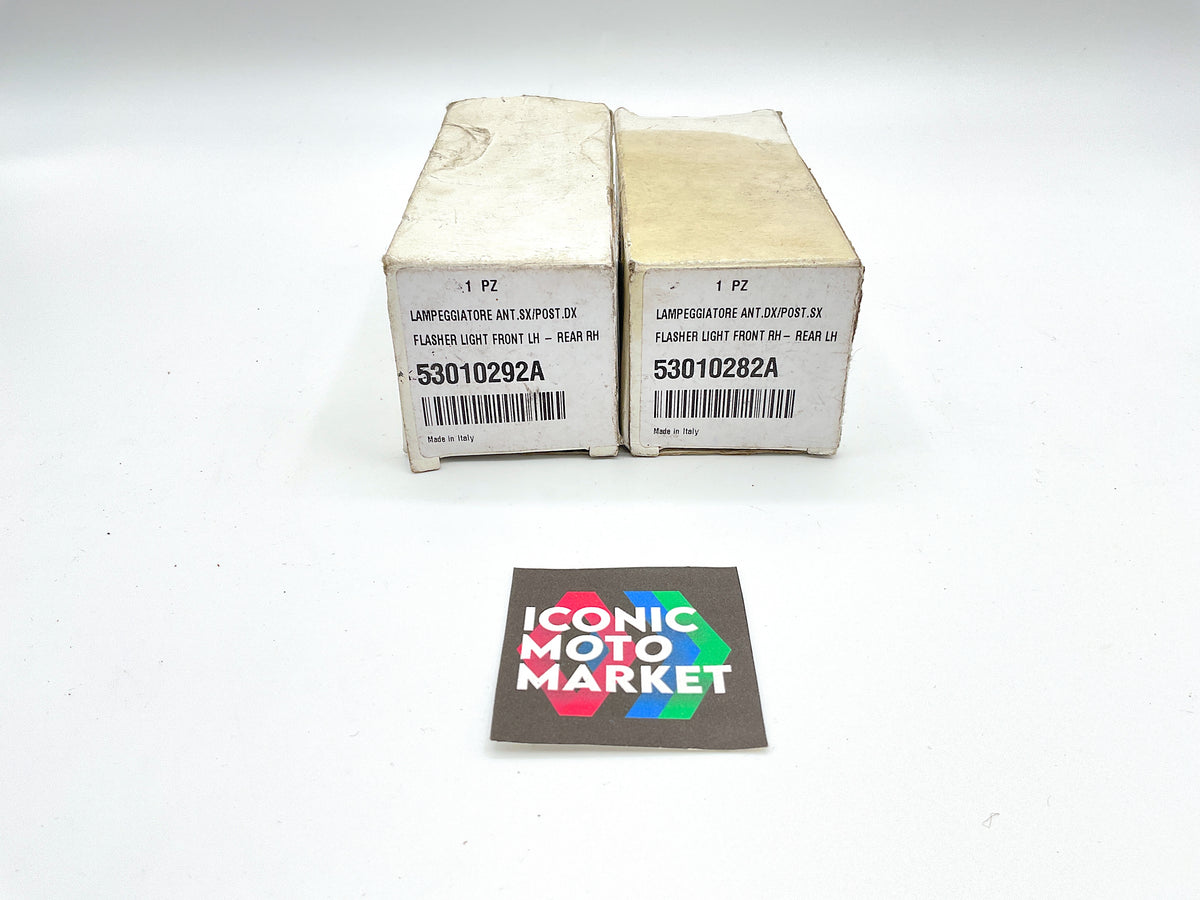 1 PZ
LAMPEGGIATORE ANT.SX/POST.DX
FLASHER LIGHT FRONT LH – REAR RH
53010292A
Made in Italy
1 PZ
LAMPEGGIATORE ANT.DX/POST.SX
FLASHER LIGHT FRONT RH – REAR LH
53010282A
Made in Italy
ICONIC
MOTO
MARKET